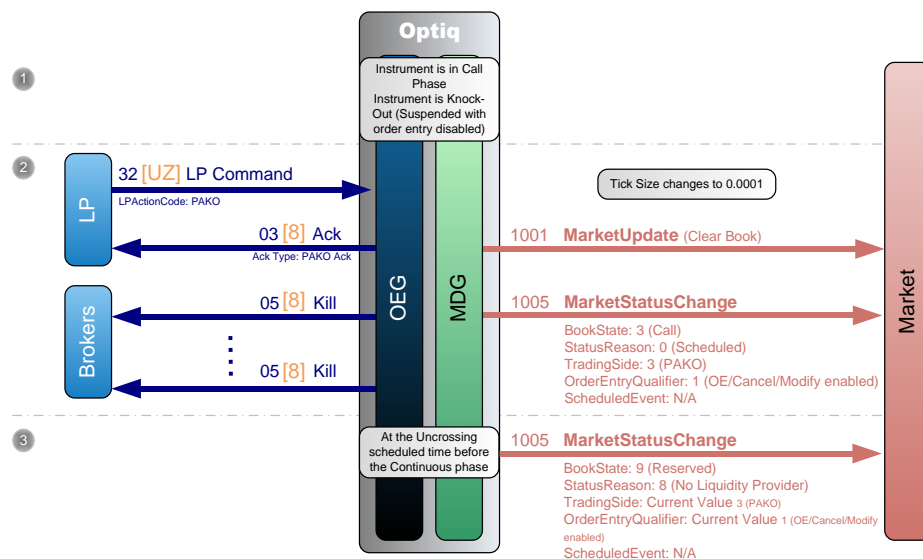 Optiq
1
Instrument is in Call
Phase
Instrument is Knock-
Out (Suspended with
order entry disabled)
2
32 [UZ] LP Command
LPActionCode: PAKO
Tick Size changes to 0.0001
LP
03 [8] Ack
Ack Type: PAKO Ack
1001 MarketUpdate (Clear Book)
OEG
MDG
Market
Brokers
05 [8] Kill
05 [8] Kill
1005 MarketStatusChange
BookState: 3 (Call)
StatusReason: 0 (Scheduled)
TradingSide: 3 (PAKO)
OrderEntryQualifier: 1 (OE/Cancel/Modify enabled)
ScheduledEvent: N/A
3
At the Uncrossing
scheduled time before
the Continuous phase
1005 MarketStatusChange
BookState: 9 (Reserved)
StatusReason: 8 (No Liquidity Provider)
TradingSide: Current Value 3 (PAKO)
OrderEntryQualifier: Current Value 1 (OE/Cancel/Modify
enabled)
ScheduledEvent: N/A